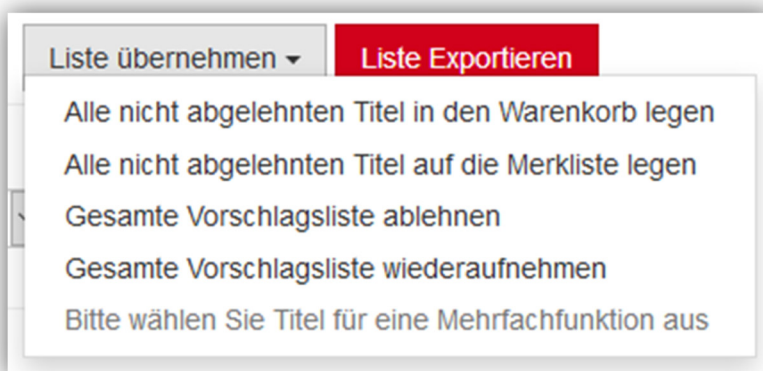 Liste übernehmen Liste Exportieren
Alle nicht abgelehnten Titel in den Warenkorb legen
Alle nicht abgelehnten Titel auf die Merkliste legen
Gesamte Vorschlagsliste ablehnen
Gesamte Vorschlagsliste wiederaufnehmen
Bitte wählen Sie Titel für eine Mehrfachfunktion aus